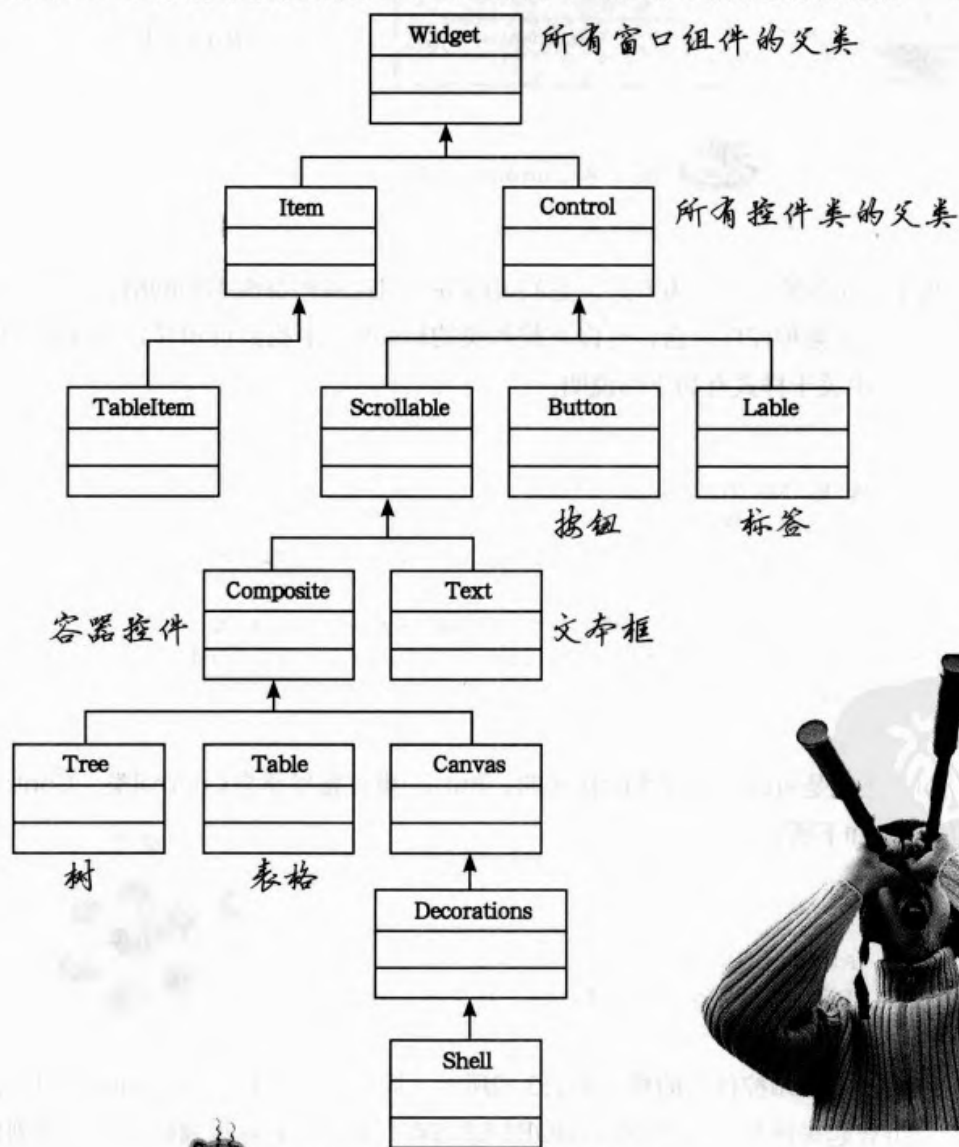 Widget 所有窗口组件的父类
Item Control 所有控件类的父类
TableItem Scrollable Button Lable
按钮 标签
Composite Text
容器控件 文本框
Tree Table Canvas
树 表格
Decorations
Shell